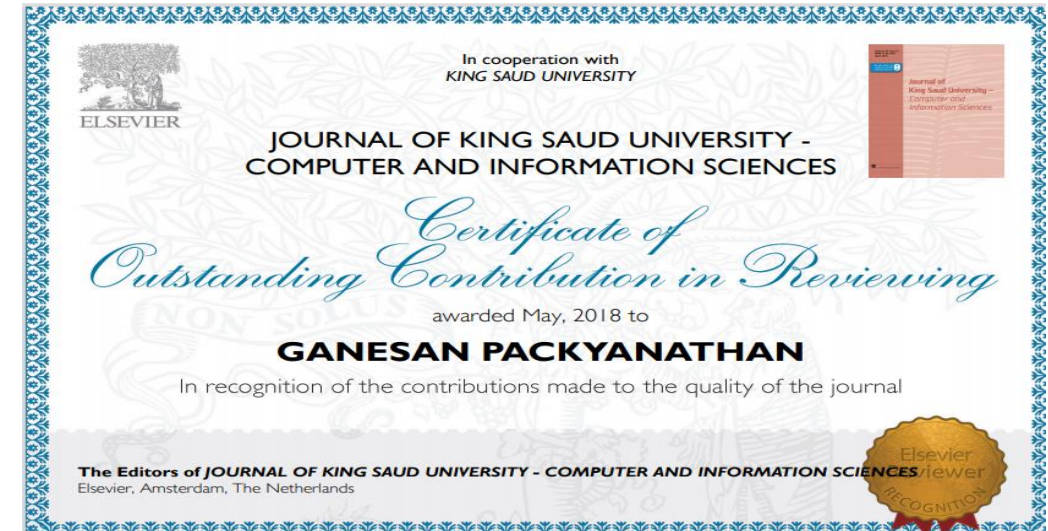 ELSEVIER
In cooperation with
KING SAUD UNIVERSITY
Journal of
King Saud University –
Computer and
Information Sciences
JOURNAL OF KING SAUD UNIVERSITY -
COMPUTER AND INFORMATION SCIENCES
Certificate of
Outstanding Contribution in Reviewing
NON SOLUS
awarded May, 2018 to
GANESAN PACKYANATHAN
In recognition of the contributions made to the quality of the journal
The Editors of JOURNAL OF KING SAUD UNIVERSITY - COMPUTER AND INFORMATION SCIENCES
Elsevier, Amsterdam, The Netherlands
Elsevier
Reviewer
RECOGNITION